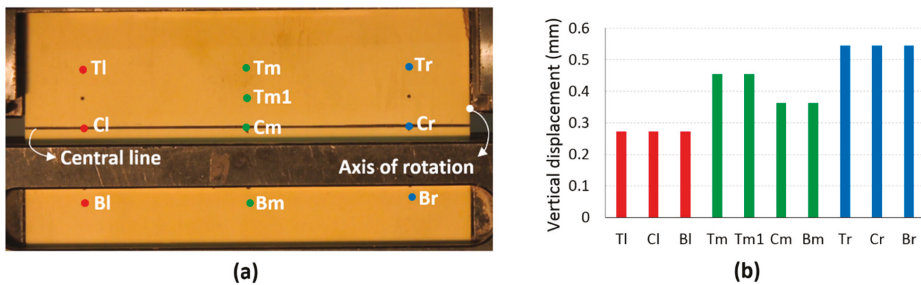 Tl Tm Tr
Tm1
Cl Cm Cr
Central line
Axis of rotation
Bl Bm Br
(a)
Vertical displacement (mm)
0.6
0.5
0.4
0.3
0.2
0.1
0
Tl Cl Bl Tm Tm1 Cm Bm Tr Cr Br
(b)